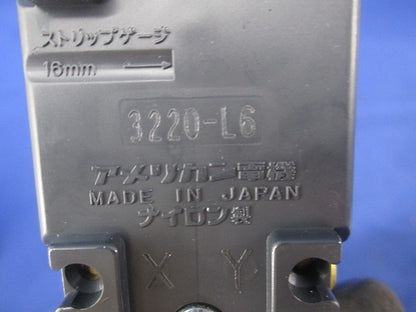 ストリップゲージ
16mm
3220-L6
アメリカン電機
MADE IN JAPAN
ナイロン製
X Y